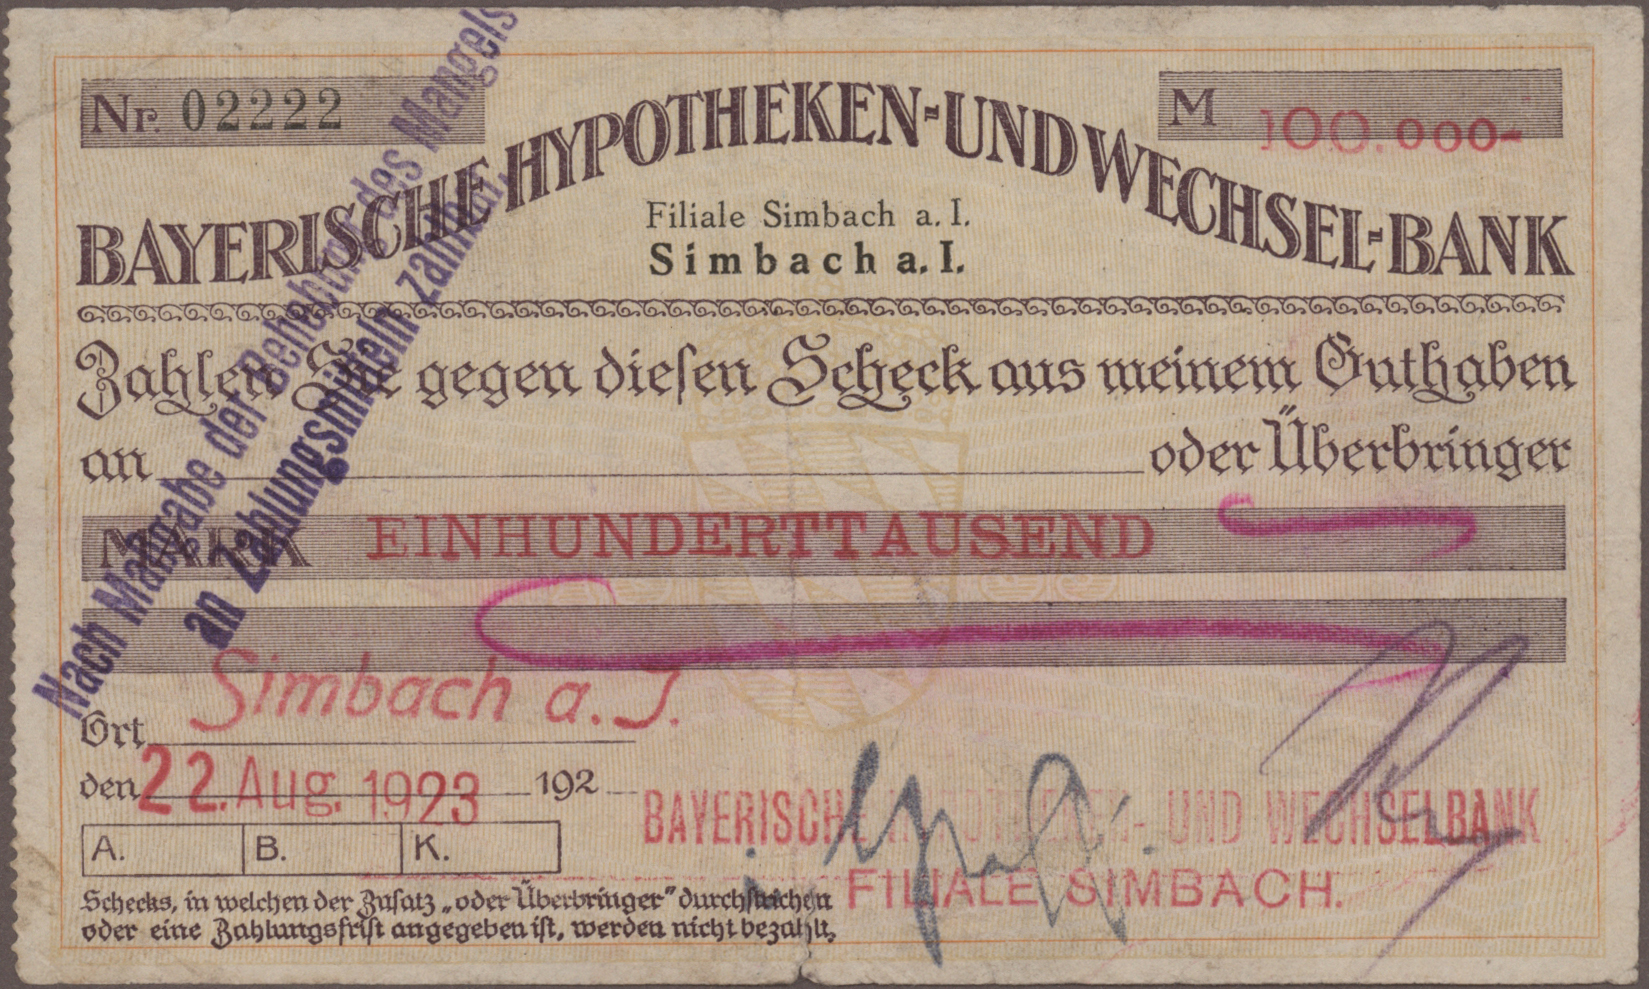 Nr. 02222
M 100.000-
BAYERISCHE HYPOTHEKEN-UND WECHSEL-BANK
Filiale Simbach a. I.
Simbach a. I.
Zahlen Sie gegen diesen Scheck aus meinem Guthaben
an oder Überbringer
MARK EINHUNDERTTAUSEND
Nach Maßgabe der Behebung des Mangels
an Zahlungsmitteln zahlbar.
Ort Simbach a. I.
den 22. Aug. 1923 192
BAYERISCHE HYPOTHEKEN- UND WECHSELBANK
FILIALE SIMBACH.
A. B. K.
Schecks, in welchen der Zusatz „oder Überbringer" durchstrichen
oder eine Zahlungsfrist angegeben ist, werden nicht bezahlt.